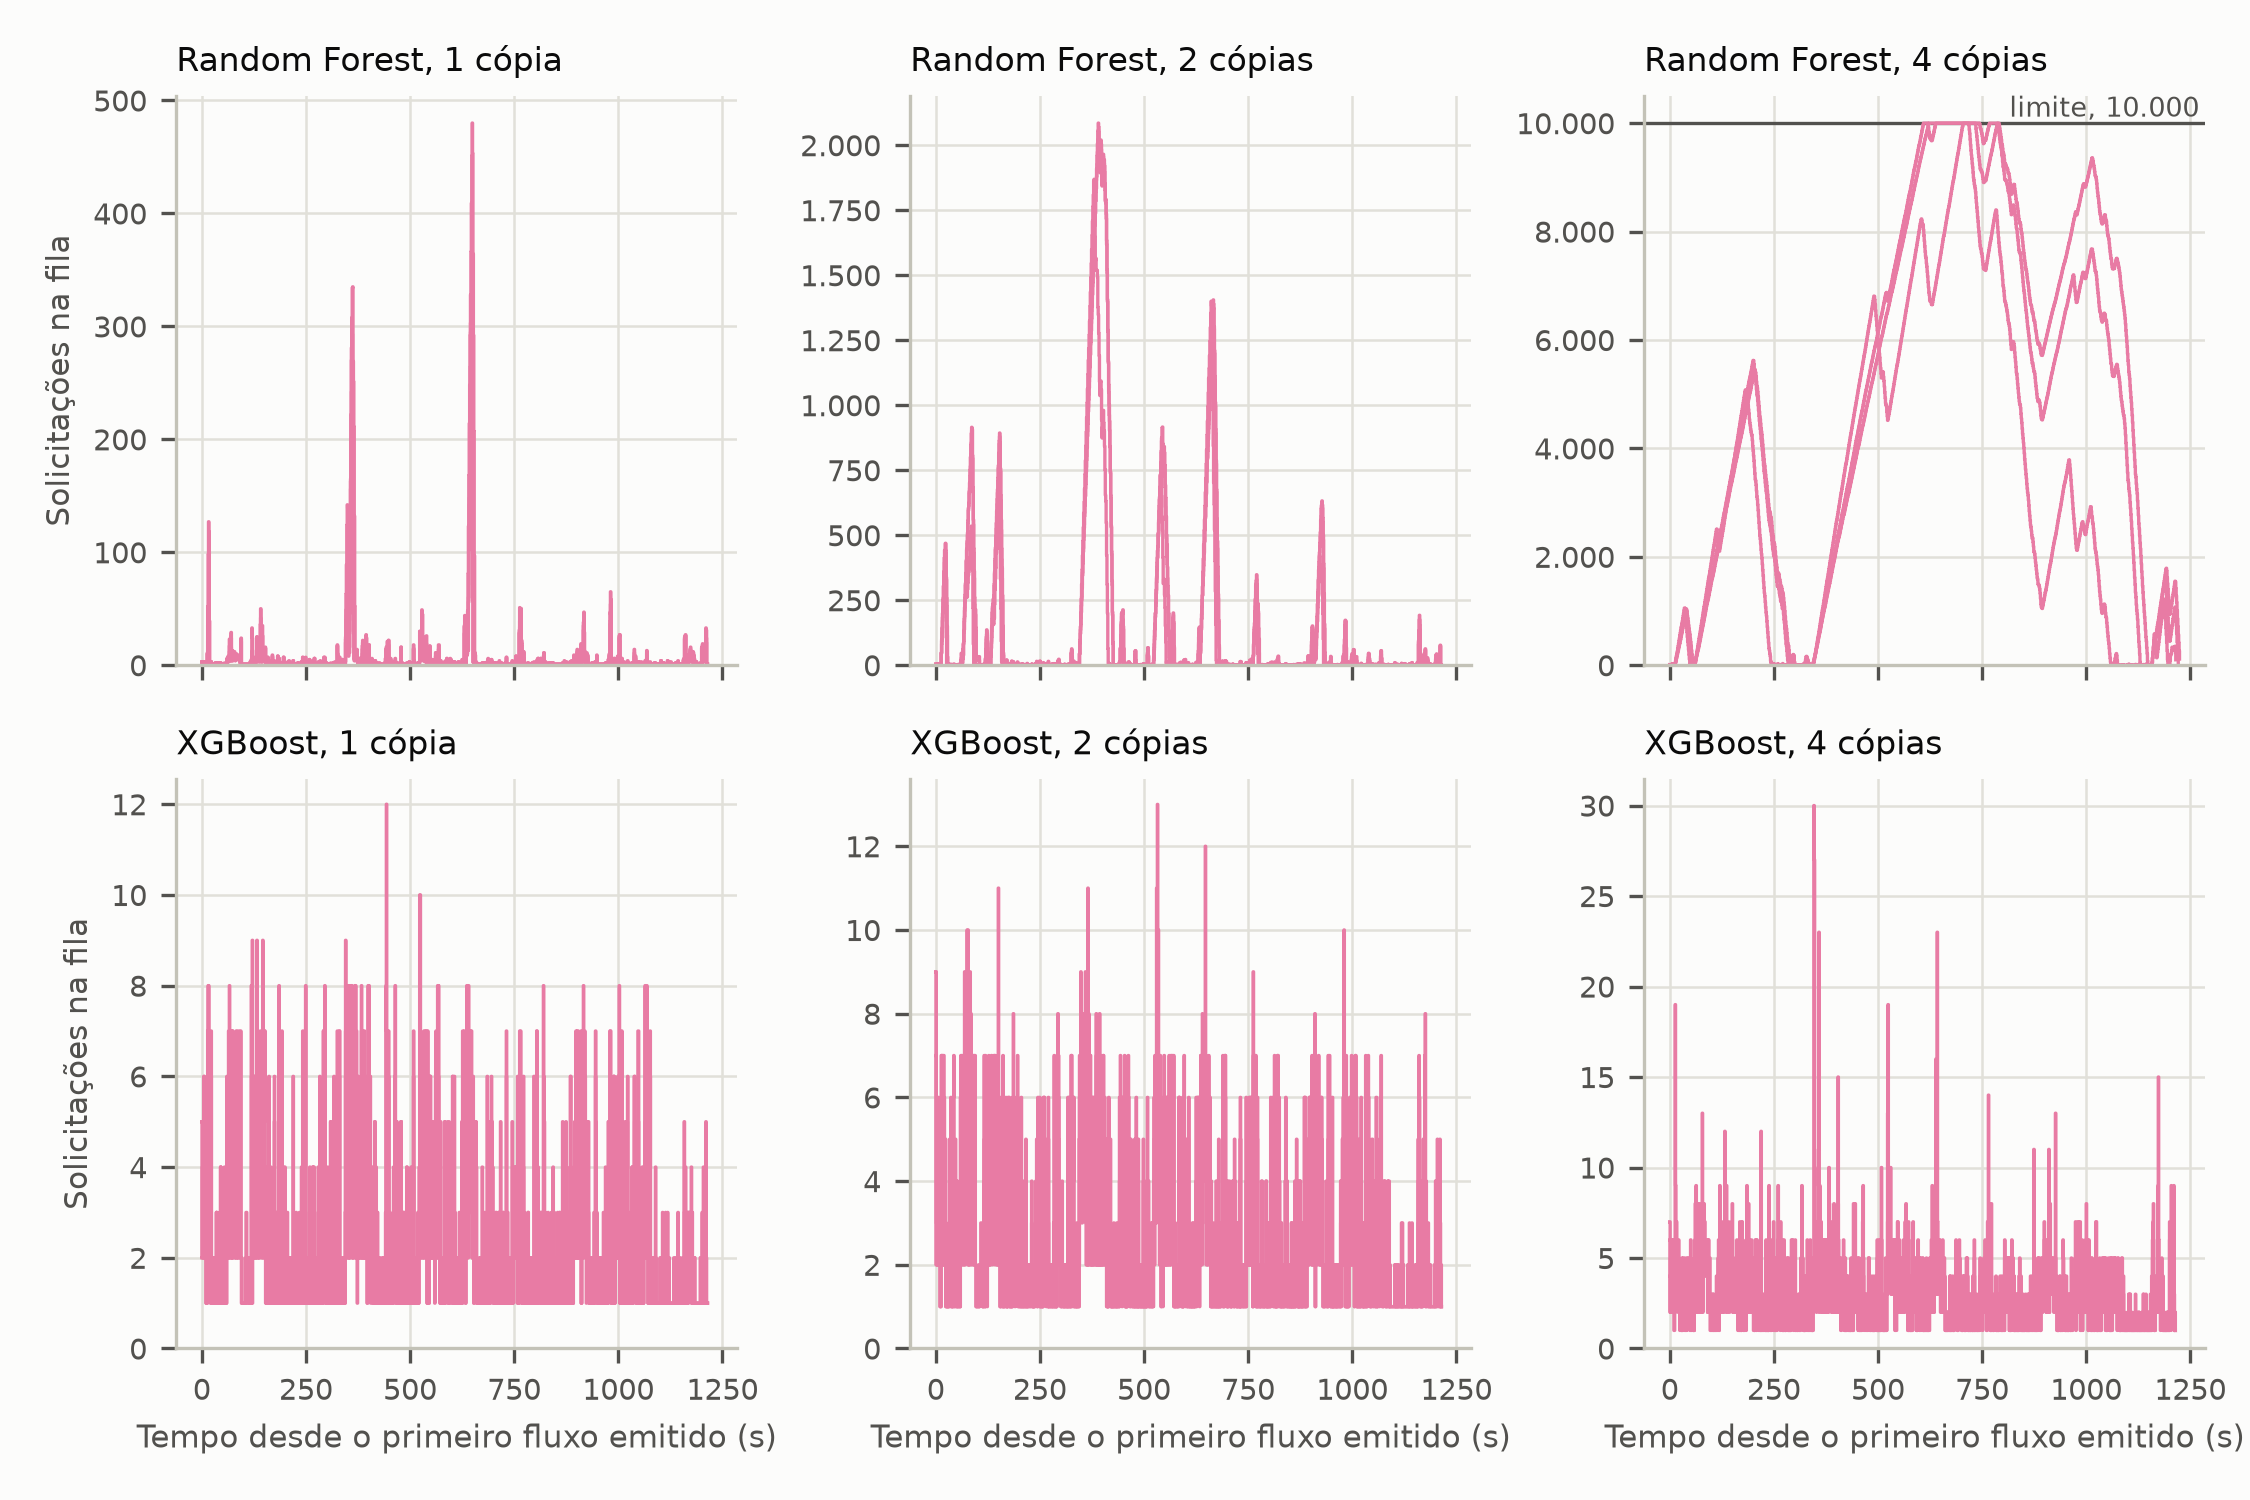 Random Forest, 1 cópia
Random Forest, 2 cópias
Random Forest, 4 cópias
Solicitações na fila
500
400
300
200
100
0
2.000
1.750
1.500
1.250
1.000
750
500
250
0
limite, 10.000
10.000
8.000
6.000
4.000
2.000
0
XGBoost, 1 cópia
XGBoost, 2 cópias
XGBoost, 4 cópias
Solicitações na fila
12
10
8
6
4
2
0
12
10
8
6
4
2
0
30
25
20
15
10
5
0
0 250 500 750 1000 1250
0 250 500 750 1000 1250
0 250 500 750 1000 1250
Tempo desde o primeiro fluxo emitido (s)
Tempo desde o primeiro fluxo emitido (s)
Tempo desde o primeiro fluxo emitido (s)